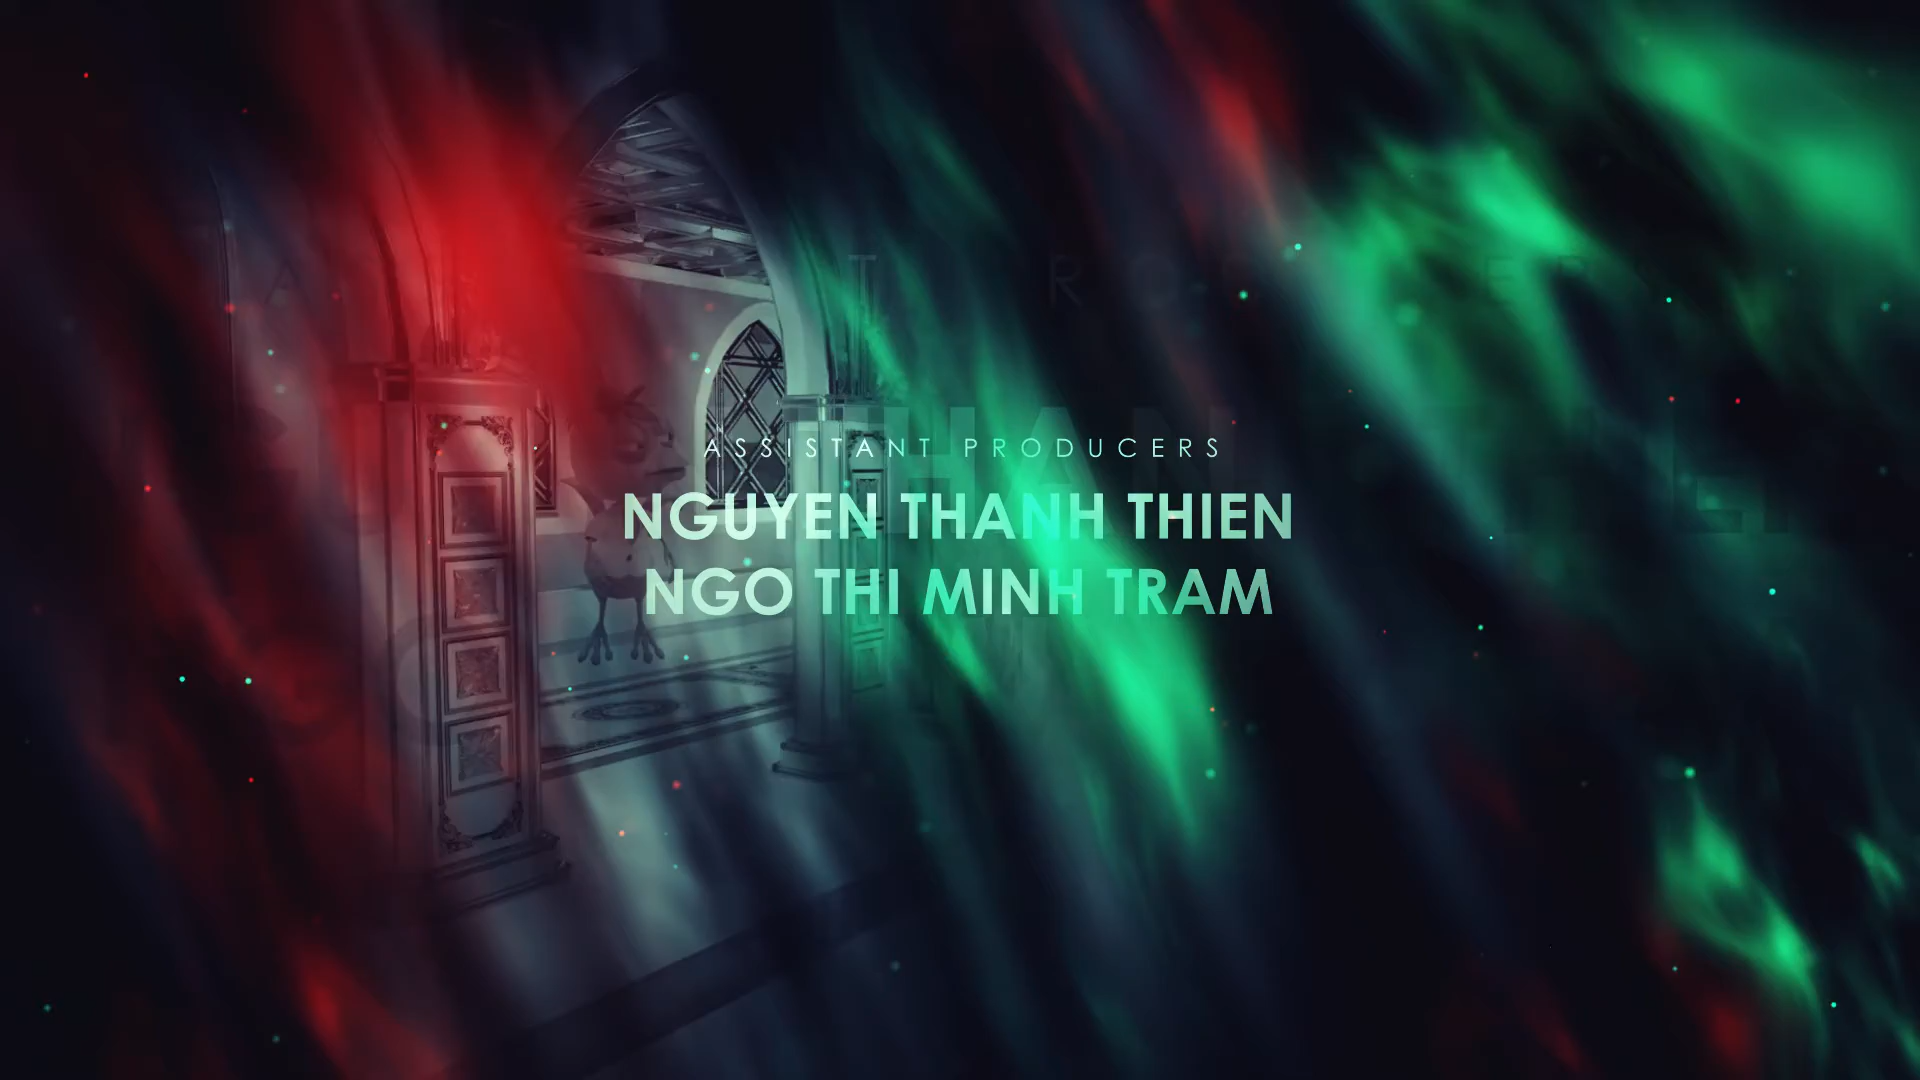 ASSISTANT PRODUCERS
NGUYEN THANH THIEN
NGO THI MINH TRAM